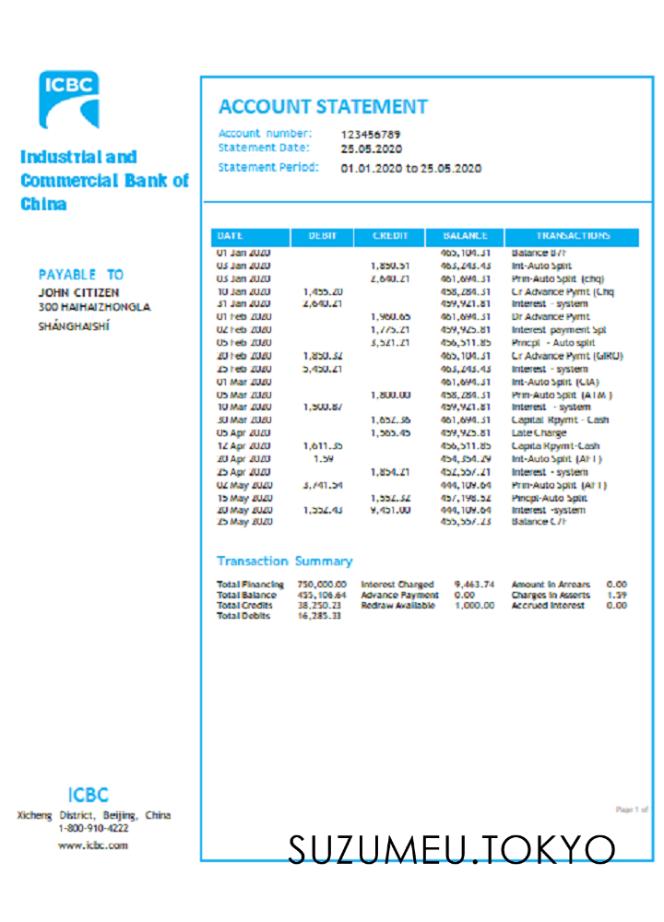 ICBC
Industrial and
Commercial Bank of
China
PAYABLE TO
JOHN CITIZEN
300 HAIHAIZHONGLA
SHÁNGHAISHÍ
ACCOUNT STATEMENT
Account number: 123456789
Statement Date: 25.05.2020
Statement Period: 01.01.2020 to 25.05.2020
DATE DEBIT CREDIT BALANCE TRANSACTIONS
01 Jan 2020 465,104.31 Balance B/F
03 Jan 2020 1,850.51 463,243.43 Int-Auto Split
03 Jan 2020 2,640.21 461,694.31 Prin-Auto Split (chq)
10 Jan 2020 1,455.20 458,284.31 Cr Advance Pymt (Chq
31 Jan 2020 2,640.21 459,921.81 Interest - system
01 Feb 2020 1,960.65 461,694.31 Dr Advance Pymt
02 Feb 2020 1,775.21 459,925.81 Interest payment Spl
05 Feb 2020 3,521.21 456,511.85 Princpl - Auto split
20 Feb 2020 1,850.32 465,104.31 Cr Advance Pymt (GIRO)
25 Feb 2020 5,450.21 463,243.43 Interest - system
01 Mar 2020 461,694.31 Int-Auto Split (CIA)
05 Mar 2020 1,800.00 458,284.31 Prin-Auto Split (ATM )
10 Mar 2020 1,500.87 459,921.81 Interest - system
30 Mar 2020 1,652.36 461,694.31 Capital Rpymt - Cash
05 Apr 2020 1,565.45 459,925.81 Late Charge
12 Apr 2020 1,611.35 456,511.85 Capita Rpymt-Cash
20 Apr 2020 1.59 454,354.29 Int-Auto Split (AFT)
25 Apr 2020 1,854.21 452,557.21 Interest - system
02 May 2020 3,741.54 444,109.64 Prin-Auto Split (AFT)
15 May 2020 1,552.32 457,198.52 Pincpl-Auto Split
20 May 2020 1,552.43 9,451.00 444,109.64 Interest -system
25 May 2020 455,557.23 Balance C/F
Transaction Summary
Total Financing 750,000.00 Interest Charged 9,463.74 Amount in Arrears 0.00
Total Balance 455,106.64 Advance Payment 0.00 Charges in Asserts 1.59
Total Credits 38,250.23 Redraw Available 1,000.00 Accrued Interest 0.00
Total Debits 16,285.33
ICBC
Xicheng District, Beijing, China
1-800-910-4222
www.icbc.com
Page 1 of
SUZUMEU.TOKYO